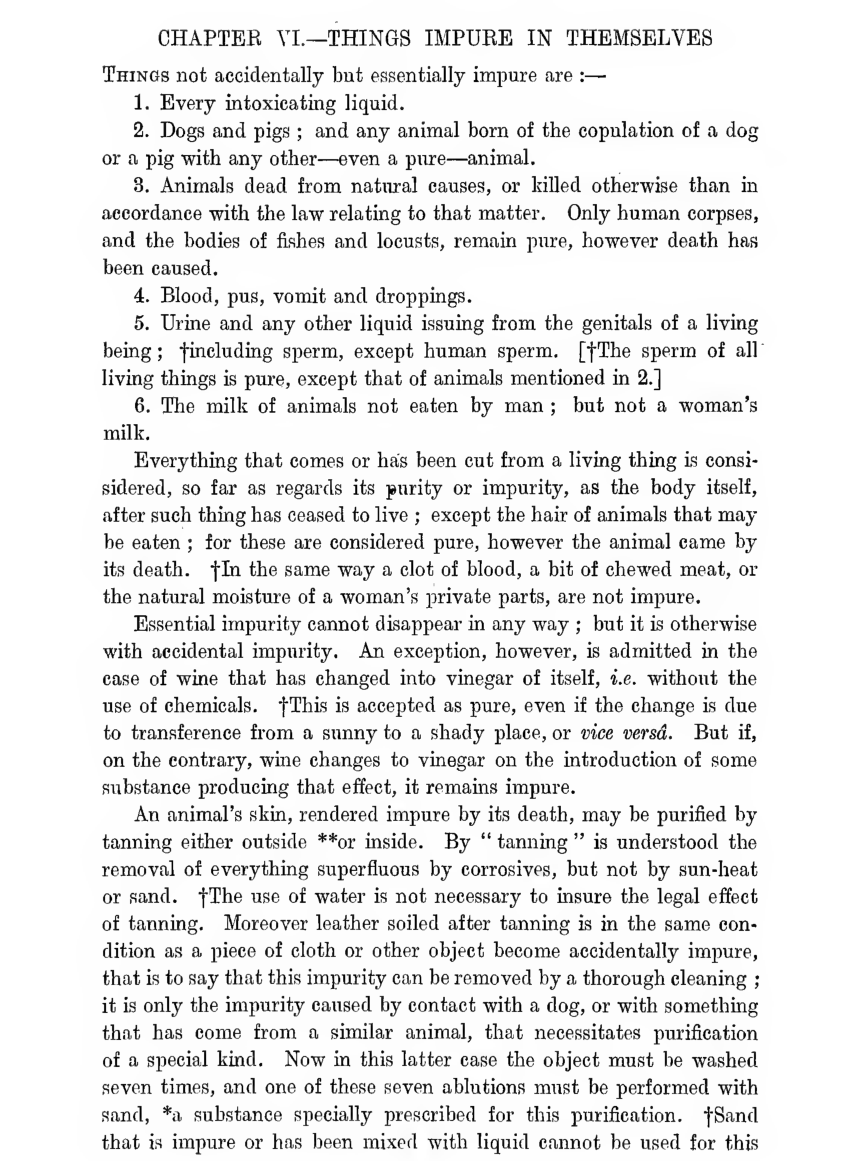 CHAPTER VI.—THINGS IMPURE IN THEMSELVES
THINGS not accidentally but essentially impure are :—
1. Every intoxicating liquid.
2. Dogs and pigs ; and any animal born of the copulation of a dog
or a pig with any other—even a pure—animal.
3. Animals dead from natural causes, or killed otherwise than in
accordance with the law relating to that matter. Only human corpses,
and the bodies of fishes and locusts, remain pure, however death has
been caused.
4. Blood, pus, vomit and droppings.
5. Urine and any other liquid issuing from the genitals of a living
being ; †including sperm, except human sperm. [†The sperm of all
living things is pure, except that of animals mentioned in 2.]
6. The milk of animals not eaten by man ; but not a woman's
milk.
Everything that comes or has been cut from a living thing is consi-
sidered, so far as regards its purity or impurity, as the body itself,
after such thing has ceased to live ; except the hair of animals that may
be eaten ; for these are considered pure, however the animal came by
its death. †In the same way a clot of blood, a bit of chewed meat, or
the natural moisture of a woman's private parts, are not impure.
Essential impurity cannot disappear in any way ; but it is otherwise
with accidental impurity. An exception, however, is admitted in the
case of wine that has changed into vinegar of itself, i.e. without the
use of chemicals. †This is accepted as pure, even if the change is due
to transference from a sunny to a shady place, or vice versâ. But if,
on the contrary, wine changes to vinegar on the introduction of some
substance producing that effect, it remains impure.
An animal's skin, rendered impure by its death, may be purified by
tanning either outside **or inside. By " tanning " is understood the
removal of everything superfluous by corrosives, but not by sun-heat
or sand. †The use of water is not necessary to insure the legal effect
of tanning. Moreover leather soiled after tanning is in the same con-
dition as a piece of cloth or other object become accidentally impure,
that is to say that this impurity can be removed by a thorough cleaning ;
it is only the impurity caused by contact with a dog, or with something
that has come from a similar animal, that necessitates purification
of a special kind. Now in this latter case the object must be washed
seven times, and one of these seven ablutions must be performed with
sand, *a substance specially prescribed for this purification. †Sand
that is impure or has been mixed with liquid cannot be used for this